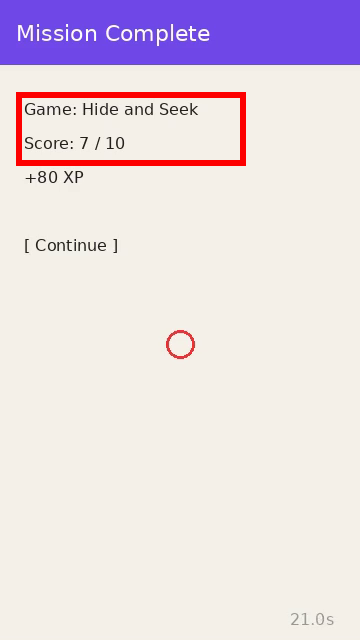 Mission Complete
Game: Hide and Seek
Score: 7 / 10
+80 XP
[ Continue ]
21.0s